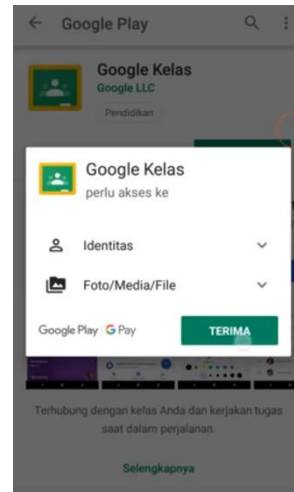 Google Play
Google Kelas
Google LLC
Pendidikan
Google Kelas
perlu akses ke
Identitas
Foto/Media/File
Google Play | G Pay
TERIMA
Terhubung dengan kelas Anda dan kerjakan tugas
saat dalam perjalanan.
Selengkapnya